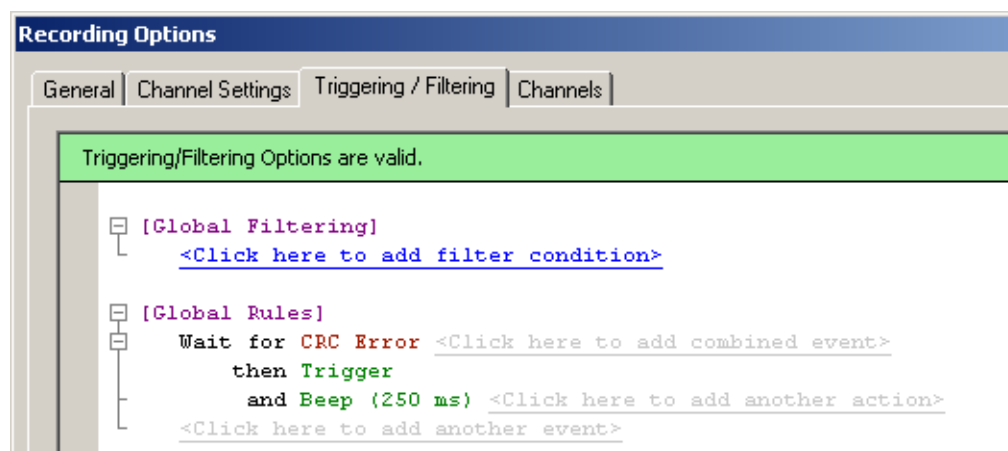 Recording Options
General Channel Settings Triggering / Filtering Channels
Triggering/Filtering Options are valid.
[Global Filtering]
<Click here to add filter condition>
[Global Rules]
Wait for CRC Error <Click here to add combined event>
then Trigger
and Beep (250 ms) <Click here to add another action>
<Click here to add another event>